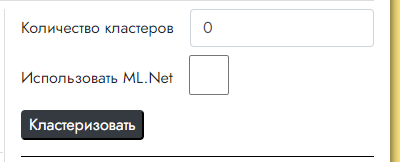 Количество кластеров 0
Использовать ML.Net
Кластеризовать